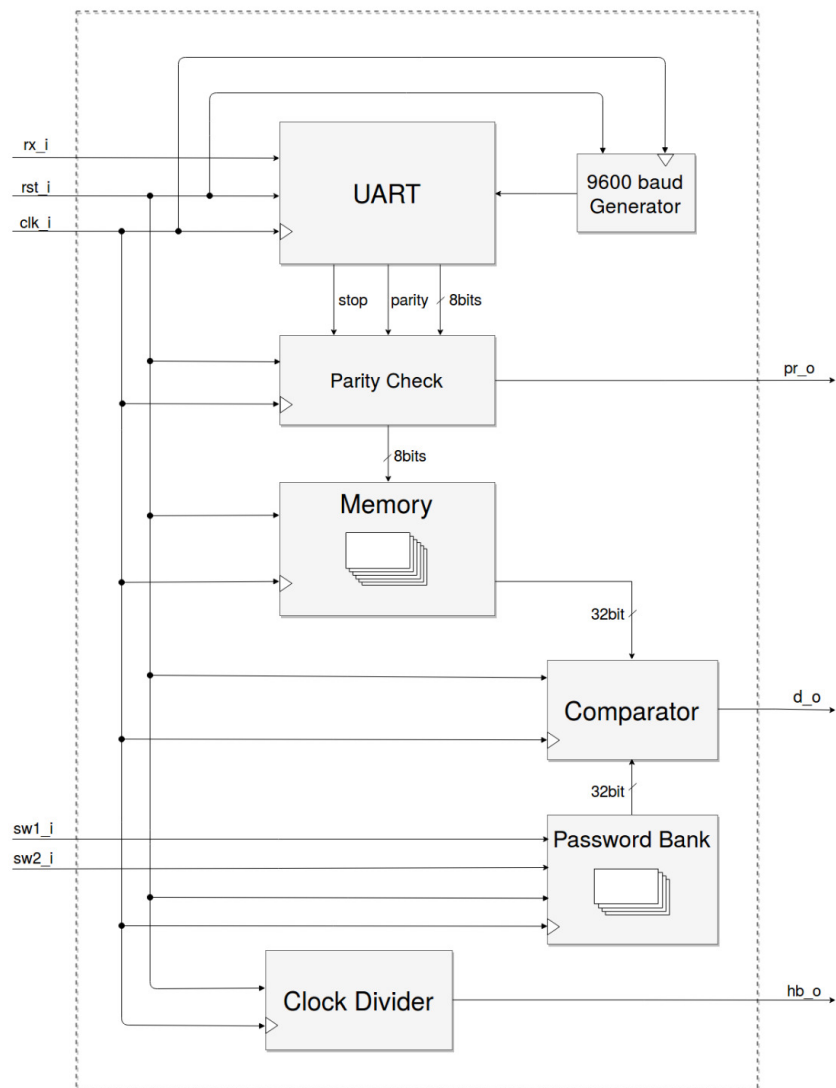 rx_i
rst_i
clk_i
UART
9600 baud
Generator
stop
parity
8bits
Parity Check
pr_o
8bits
Memory
32bit
Comparator
d_o
32bit
sw1_i
sw2_i
Password Bank
Clock Divider
hb_o